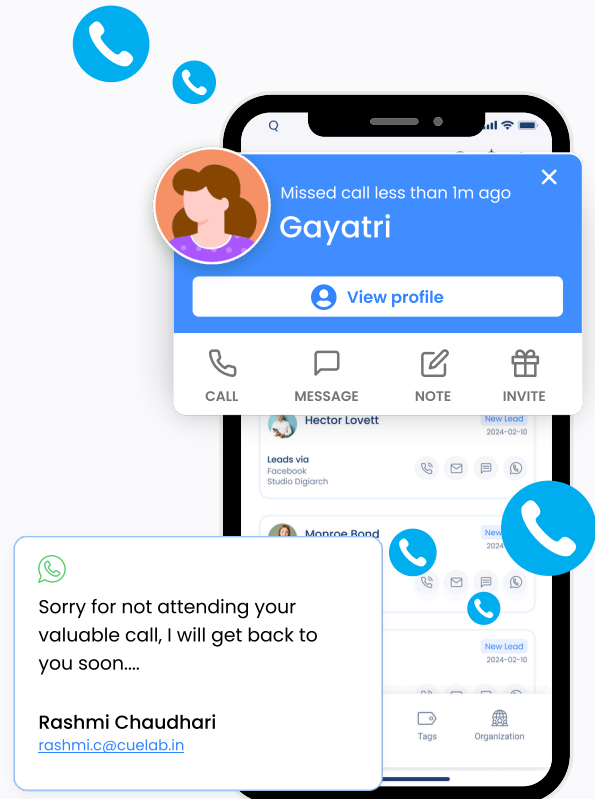 Missed call less than 1m ago
Gayatri
View profile
CALL
MESSAGE
NOTE
INVITE
Hector Lovett
New Lead
2024-02-10
Leads via
Facebook
Studio Digiarch
Monroe Bond
New Lead
2024-02-10
Tags
Organization
Sorry for not attending your
valuable call, I will get back to
you soon....
Rashmi Chaudhari
rashmi.c@cuelab.in